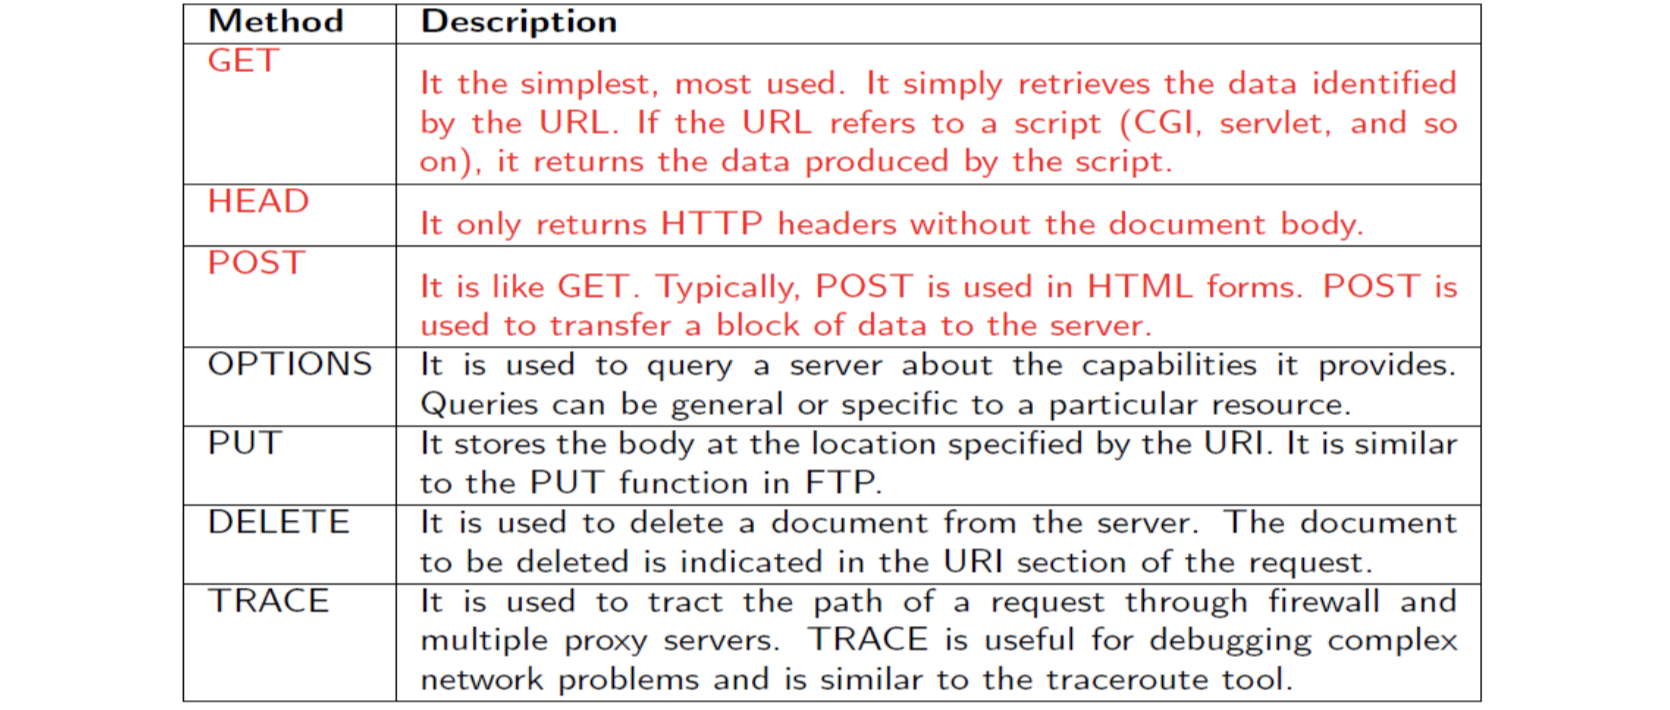 Method Description
GET
It the simplest, most used. It simply retrieves the data identified
by the URL. If the URL refers to a script (CGI, servlet, and so
on), it returns the data produced by the script.
HEAD
It only returns HTTP headers without the document body.
POST
It is like GET. Typically, POST is used in HTML forms. POST is
used to transfer a block of data to the server.
OPTIONS It is used to query a server about the capabilities it provides.
Queries can be general or specific to a particular resource.
PUT It stores the body at the location specified by the URI. It is similar
to the PUT function in FTP.
DELETE It is used to delete a document from the server. The document
to be deleted is indicated in the URI section of the request.
TRACE It is used to tract the path of a request through firewall and
multiple proxy servers. TRACE is useful for debugging complex
network problems and is similar to the traceroute tool.